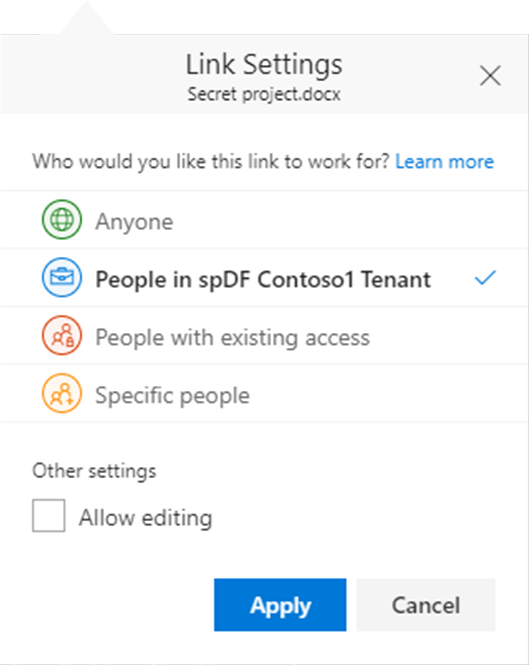 Link Settings
Secret project.docx
Who would you like this link to work for? Learn more
Anyone
People in spDF Contoso1 Tenant
People with existing access
Specific people
Other settings
Allow editing
Apply Cancel